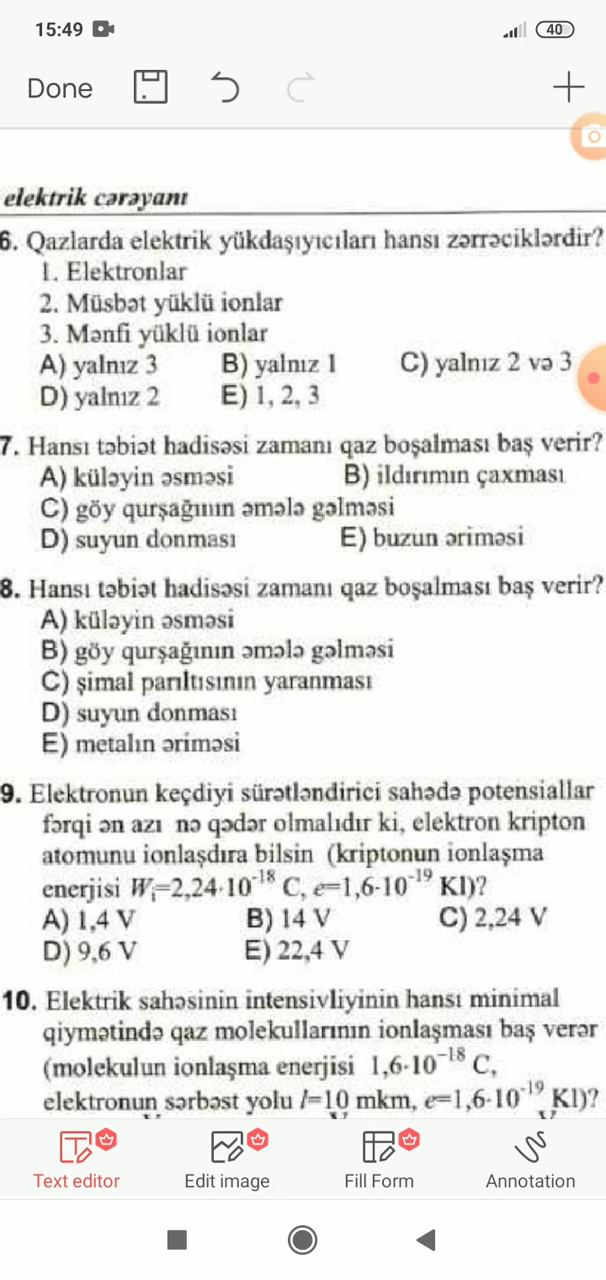 15:49
40
Done
elektrik cərəyanı
6. Qazlarda elektrik yükdaşıyıcıları hansı zərrəciklərdir?
1. Elektronlar
2. Müsbət yüklü ionlar
3. Mənfi yüklü ionlar
A) yalnız 3 B) yalnız 1 C) yalnız 2 və 3
D) yalnız 2 E) 1, 2, 3
7. Hansı təbiət hadisəsi zamanı qaz boşalması baş verir?
A) küləyin əsməsi B) ildırımın çaxması
C) göy qurşağının əmələ gəlməsi
D) suyun donması E) buzun əriməsi
8. Hansı təbiət hadisəsi zamanı qaz boşalması baş verir?
A) küləyin əsməsi
B) göy qurşağının əmələ gəlməsi
C) şimal parıltısının yaranması
D) suyun donması
E) metalın əriməsi
9. Elektronun keçdiyi sürətləndirici sahədə potensiallar
fərqi ən azı nə qədər olmalıdır ki, elektron kripton
atomunu ionlaşdıra bilsin (kriptonun ionlaşma
enerjisi Wᵢ=2,24·10⁻¹⁸ C, e=1,6·10⁻¹⁹ Kl)?
A) 1,4 V B) 14 V C) 2,24 V
D) 9,6 V E) 22,4 V
10. Elektrik sahəsinin intensivliyinin hansı minimal
qiymətində qaz molekullarının ionlaşması baş verər
(molekulun ionlaşma enerjisi 1,6·10⁻¹⁸ C,
elektronun sərbəst yolu l=10 mkm, e=1,6·10⁻¹⁹ Kl)?
Text editor Edit image Fill Form Annotation